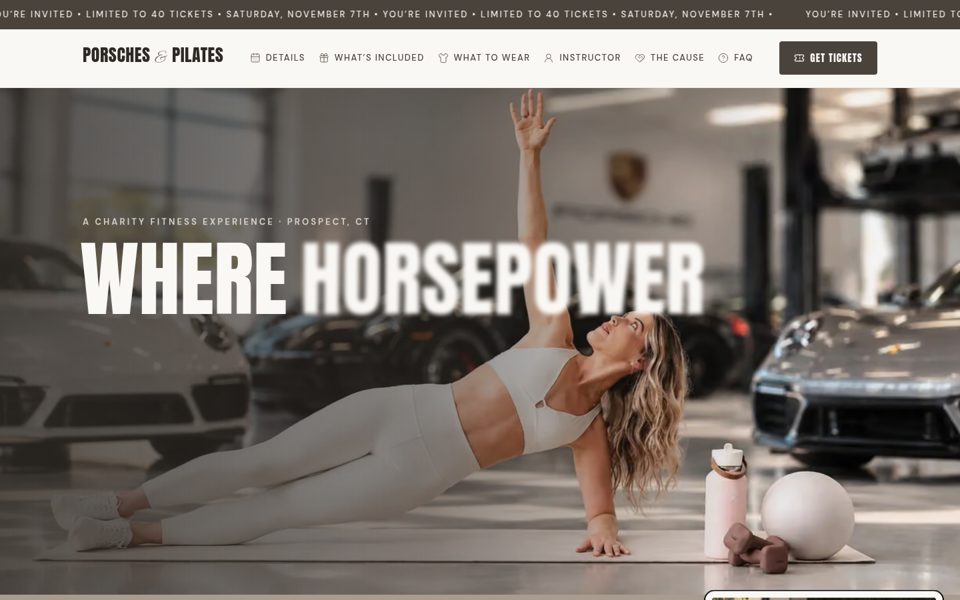 OU'RE INVITED • LIMITED TO 40 TICKETS • SATURDAY, NOVEMBER 7TH • YOU'RE INVITED • LIMITED TO 40 TICKETS • SATURDAY, NOVEMBER 7TH • YOU'RE INVITED • LIMITED TO
PORSCHES & PILATES
DETAILS
WHAT'S INCLUDED
WHAT TO WEAR
INSTRUCTOR
THE CAUSE
FAQ
GET TICKETS
A CHARITY FITNESS EXPERIENCE · PROSPECT, CT
WHERE HORSEPOWER